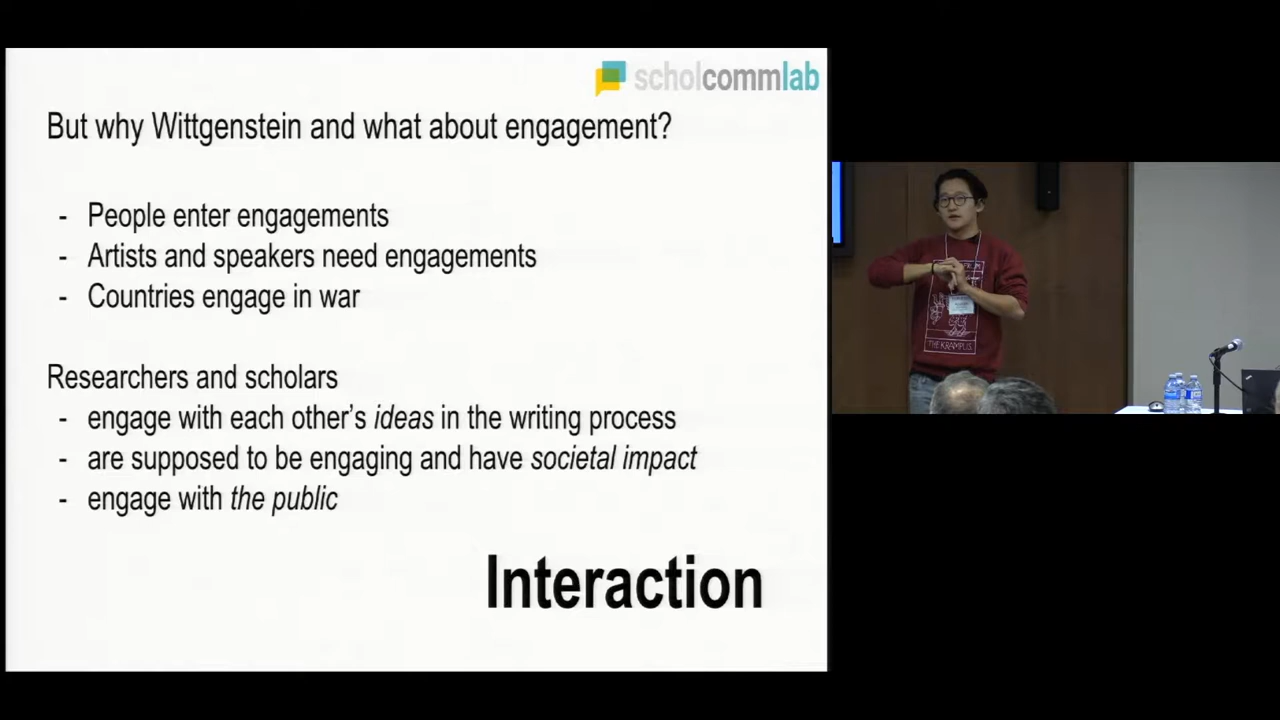 scholcommlab
But why Wittgenstein and what about engagement?
- People enter engagements
- Artists and speakers need engagements
- Countries engage in war
Researchers and scholars
- engage with each other's ideas in the writing process
- are supposed to be engaging and have societal impact
- engage with the public
Interaction
THE KRAMPUS